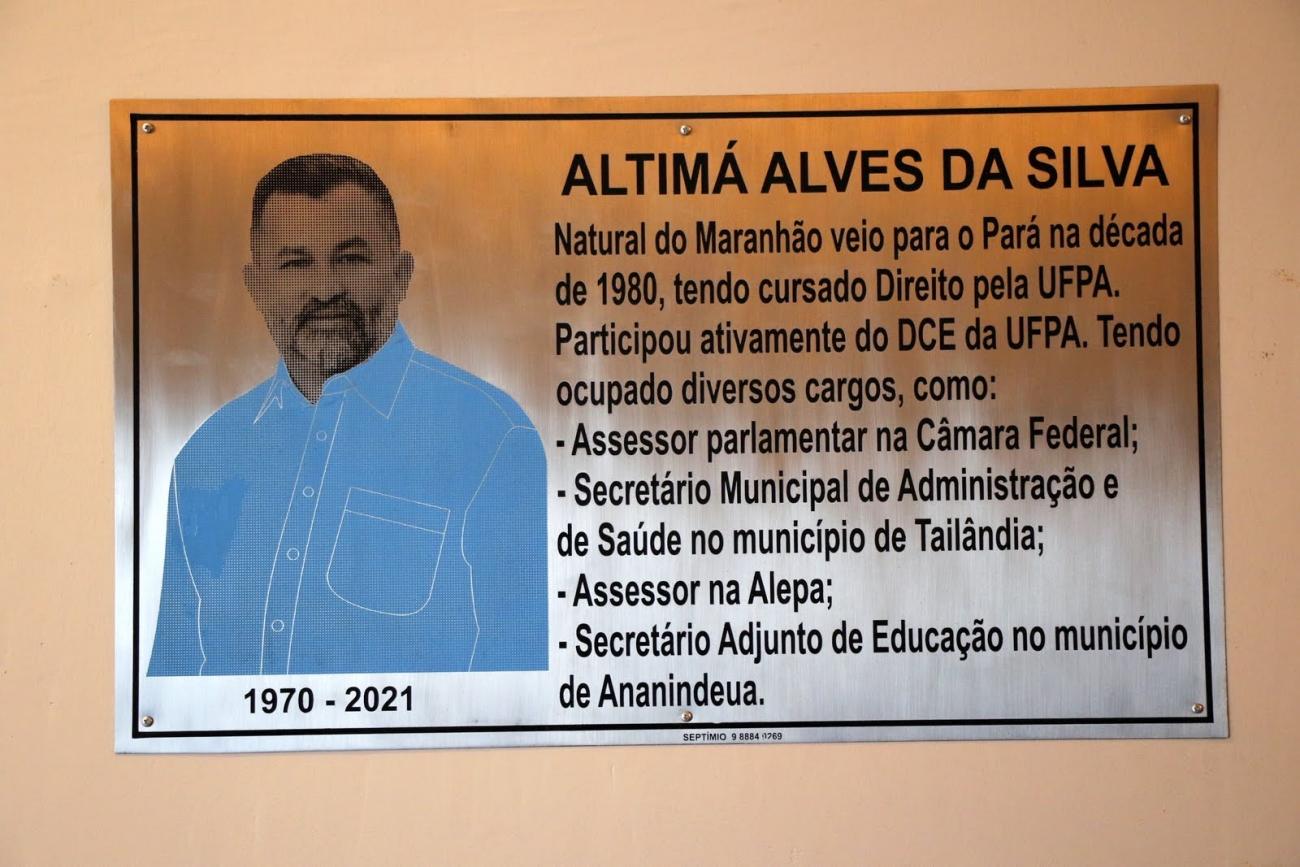 ALTIMÁ ALVES DA SILVA
Natural do Maranhão veio para o Pará na década
de 1980, tendo cursado Direito pela UFPA.
Participou ativamente do DCE da UFPA. Tendo
ocupado diversos cargos, como:
- Assessor parlamentar na Câmara Federal;
- Secretário Municipal de Administração e
de Saúde no município de Tailândia;
- Assessor na Alepa;
- Secretário Adjunto de Educação no município
de Ananindeua.
1970 - 2021
SEPTÍMIO 9 8884 0269